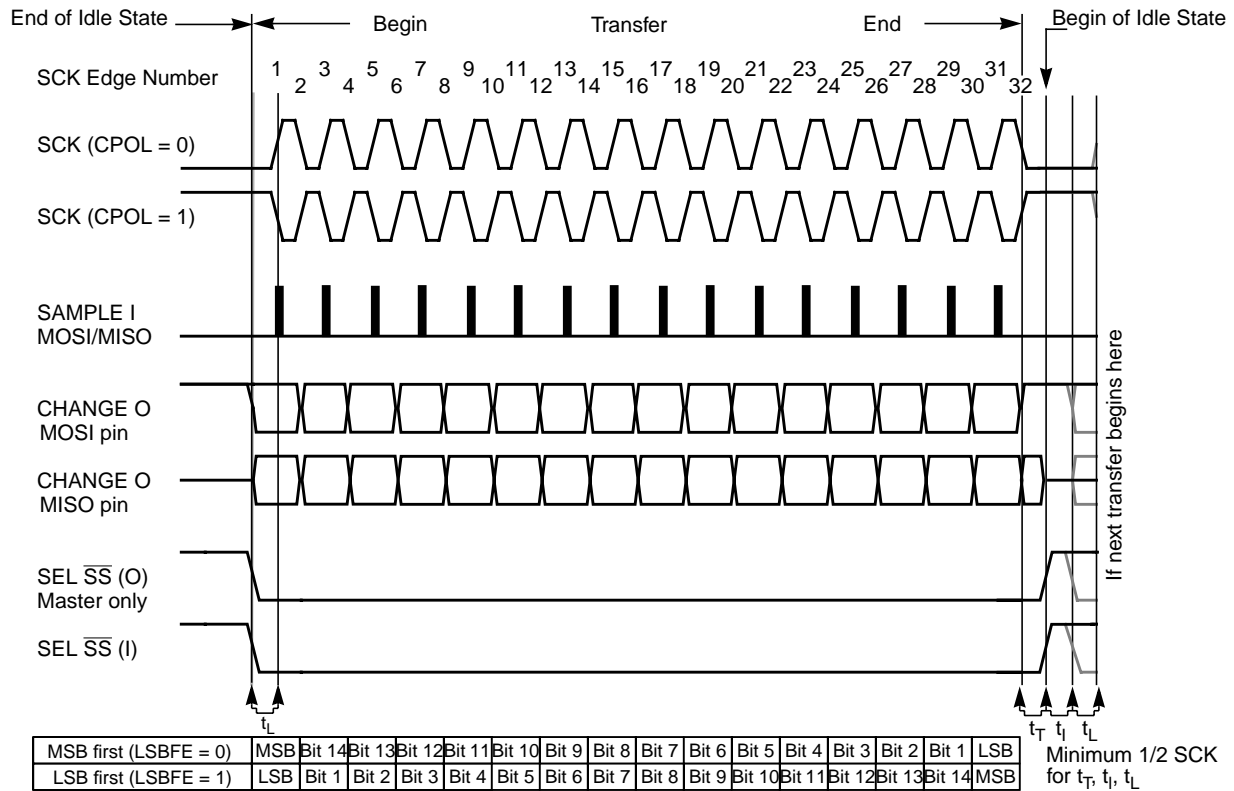 End of Idle State
Begin
Transfer
End
Begin of Idle State
SCK Edge Number
1 3 5 7 9 11 13 15 17 19 21 23 25 27 29 31
2 4 6 8 10 12 14 16 18 20 22 24 26 28 30 32
SCK (CPOL = 0)
SCK (CPOL = 1)
SAMPLE I
MOSI/MISO
CHANGE O
MOSI pin
CHANGE O
MISO pin
SEL SS (O)
Master only
SEL SS (I)
If next transfer begins here
tL
tT tI tL
MSB first (LSBFE = 0) MSB Bit 14 Bit 13 Bit 12 Bit 11 Bit 10 Bit 9 Bit 8 Bit 7 Bit 6 Bit 5 Bit 4 Bit 3 Bit 2 Bit 1 LSB
LSB first (LSBFE = 1) LSB Bit 1 Bit 2 Bit 3 Bit 4 Bit 5 Bit 6 Bit 7 Bit 8 Bit 9 Bit 10 Bit 11 Bit 12 Bit 13 Bit 14 MSB
Minimum 1/2 SCK
for tT, tI, tL